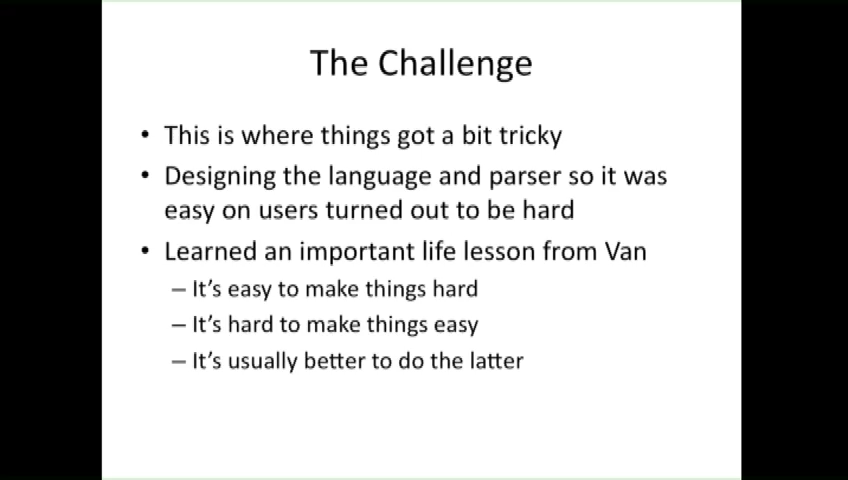 The Challenge
• This is where things got a bit tricky
• Designing the language and parser so it was
easy on users turned out to be hard
• Learned an important life lesson from Van
– It’s easy to make things hard
– It’s hard to make things easy
– It’s usually better to do the latter